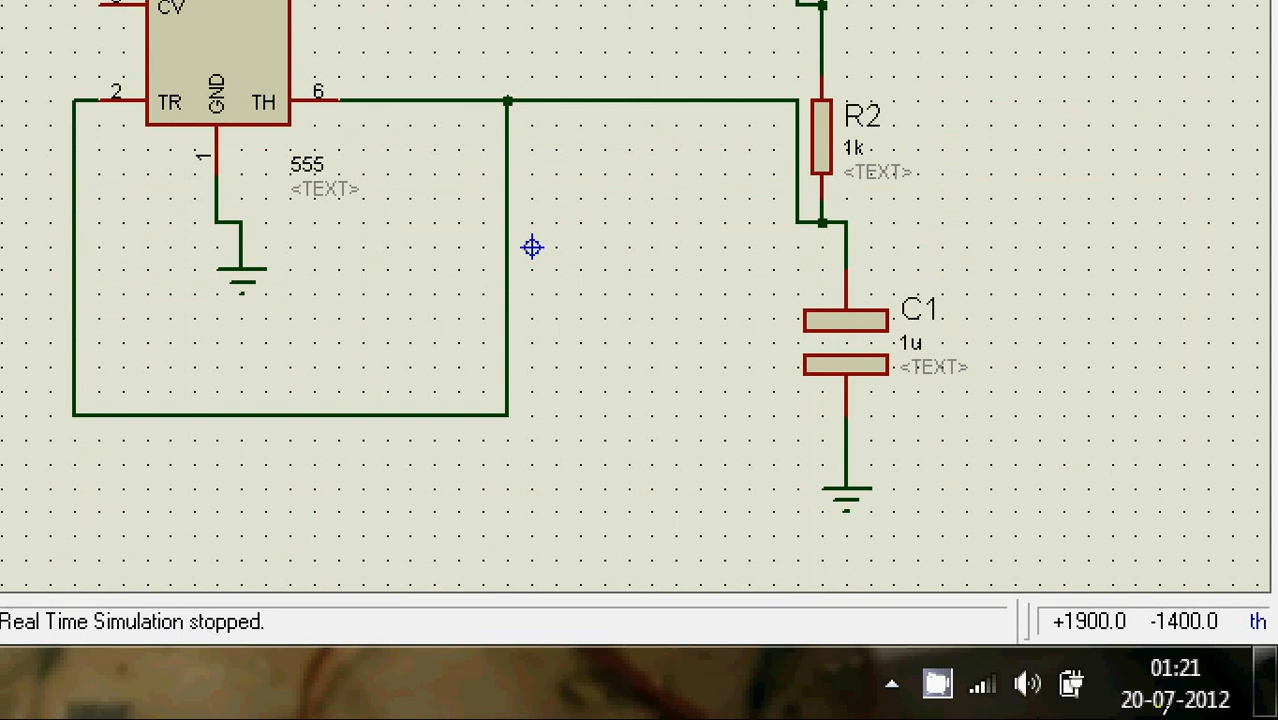 CV
2
TR
GND
TH
6
1
555
<TEXT>
R2
1k
<TEXT>
C1
1u
<TEXT>
Real Time Simulation stopped.
+1900.0 -1400.0 th
01:21
20-07-2012